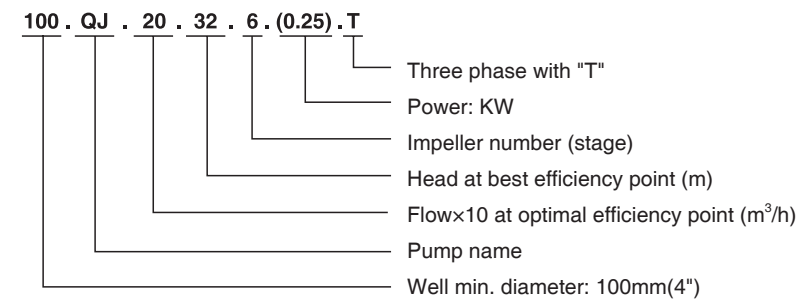 100 . QJ . 20 . 32 . 6 . (0.25) . T
Three phase with "T"
Power: KW
Impeller number (stage)
Head at best efficiency point (m)
Flow×10 at optimal efficiency point (m³/h)
Pump name
Well min. diameter: 100mm(4")